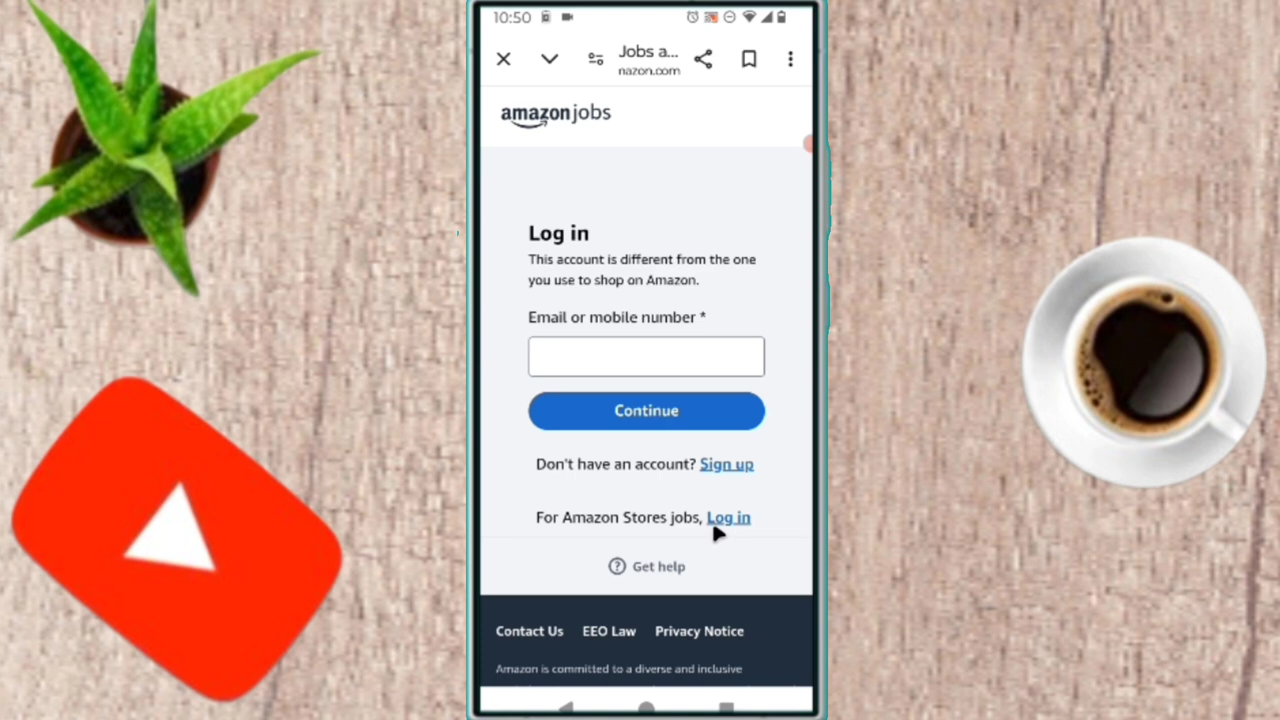 10:50
Jobs a...
nazon.com
amazon jobs
Log in
This account is different from the one
you use to shop on Amazon.
Email or mobile number *
Continue
Don't have an account? Sign up
For Amazon Stores jobs, Log in
Get help
Contact Us EEO Law Privacy Notice
Amazon is committed to a diverse and inclusive